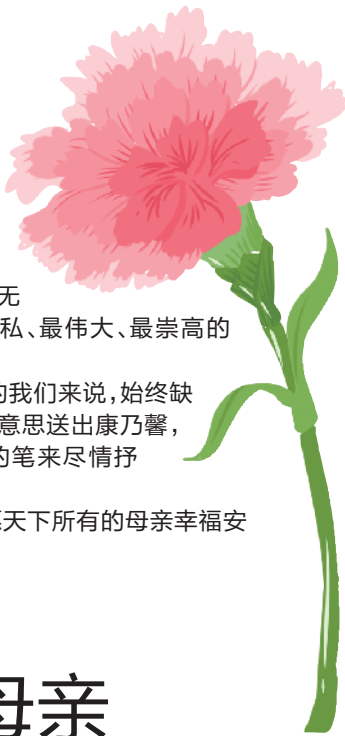 无
私、最伟大、最崇高的
的我们来说，始终缺
意思送出康乃馨，
的笔来尽情抒
天下所有的母亲幸福安
母亲